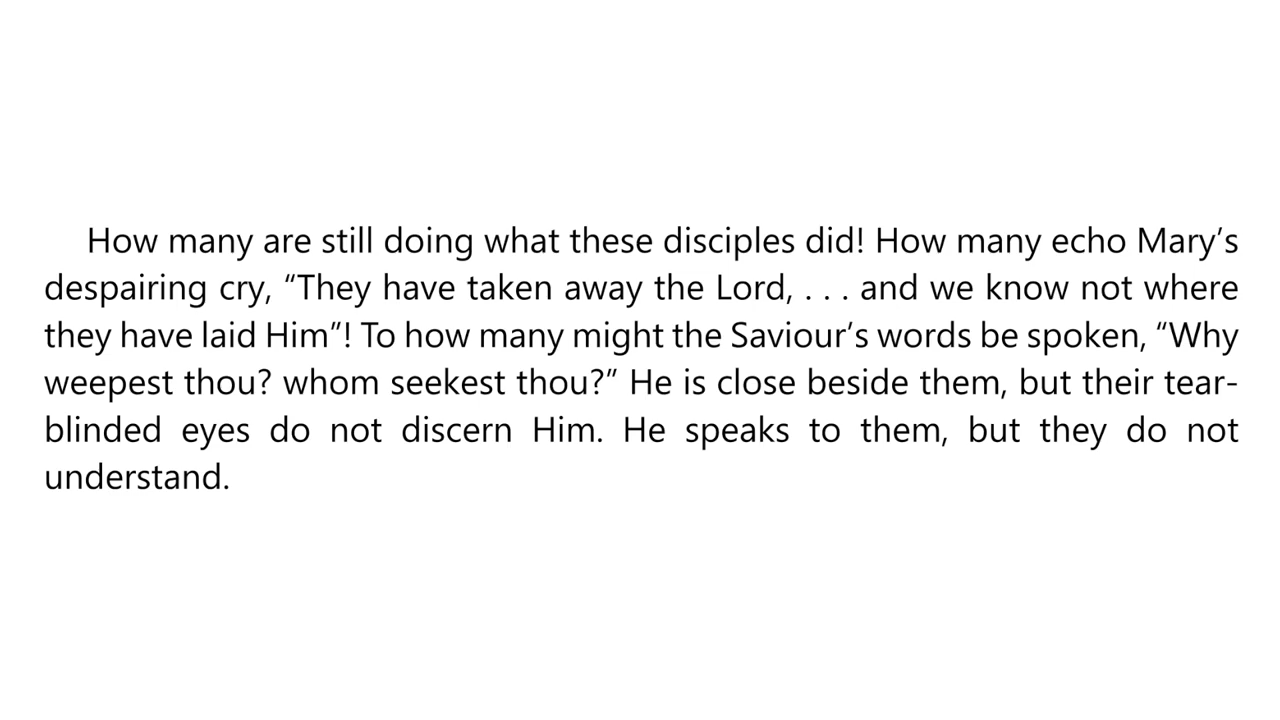 How many are still doing what these disciples did! How many echo Mary’s
despairing cry, “They have taken away the Lord, . . . and we know not where
they have laid Him”! To how many might the Saviour’s words be spoken, “Why
weepest thou? whom seekest thou?” He is close beside them, but their tear-
blinded eyes do not discern Him. He speaks to them, but they do not
understand.